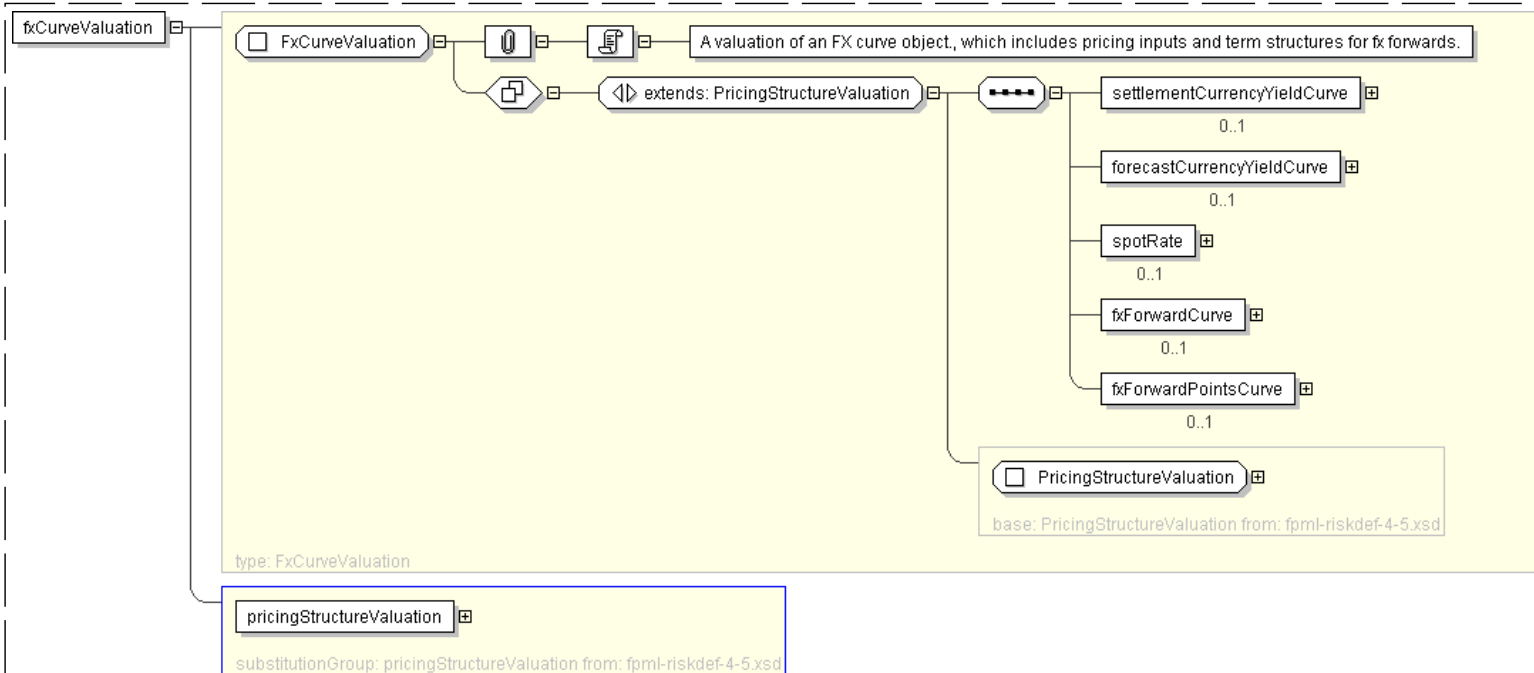 fxCurveValuation
FxCurveValuation
A valuation of an FX curve object., which includes pricing inputs and term structures for fx forwards.
extends: PricingStructureValuation
settlementCurrencyYieldCurve
0..1
forecastCurrencyYieldCurve
0..1
spotRate
0..1
fxForwardCurve
0..1
fxForwardPointsCurve
0..1
PricingStructureValuation
base: PricingStructureValuation from: fpml-riskdef-4-5.xsd
type: FxCurveValuation
pricingStructureValuation
substitutionGroup: pricingStructureValuation from: fpml-riskdef-4-5.xsd